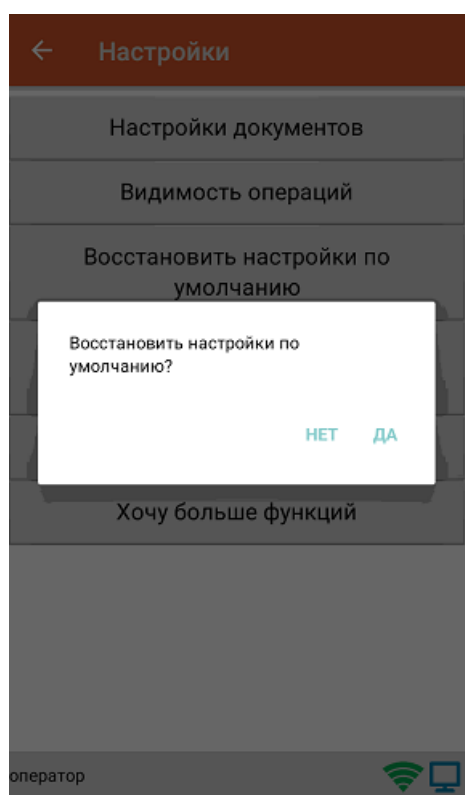 Настройки
Настройки документов
Видимость операций
Восстановить настройки по
умолчанию
Восстановить настройки по
умолчанию?
НЕТ ДА
Хочу больше функций
оператор